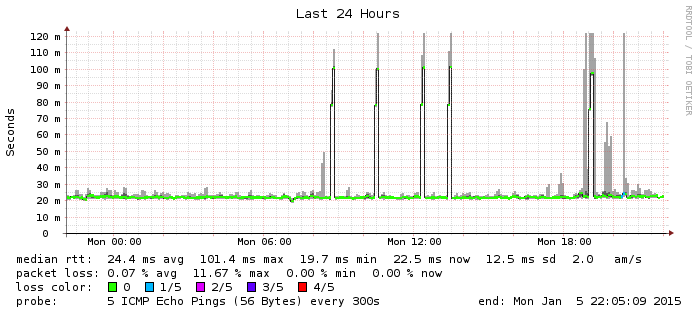 Last 24 Hours
RRDTOOL / TOBI OETIKER
Seconds
120 m
110 m
100 m
90 m
80 m
70 m
60 m
50 m
40 m
30 m
20 m
10 m
0
Mon 00:00 Mon 06:00 Mon 12:00 Mon 18:00
median rtt: 24.4 ms avg 101.4 ms max 19.7 ms min 22.5 ms now 12.5 ms sd 2.0 am/s
packet loss: 0.07 % avg 11.67 % max 0.00 % min 0.00 % now
loss color: 0 1/5 2/5 3/5 4/5
probe: 5 ICMP Echo Pings (56 Bytes) every 300s end: Mon Jan 5 22:05:09 2015